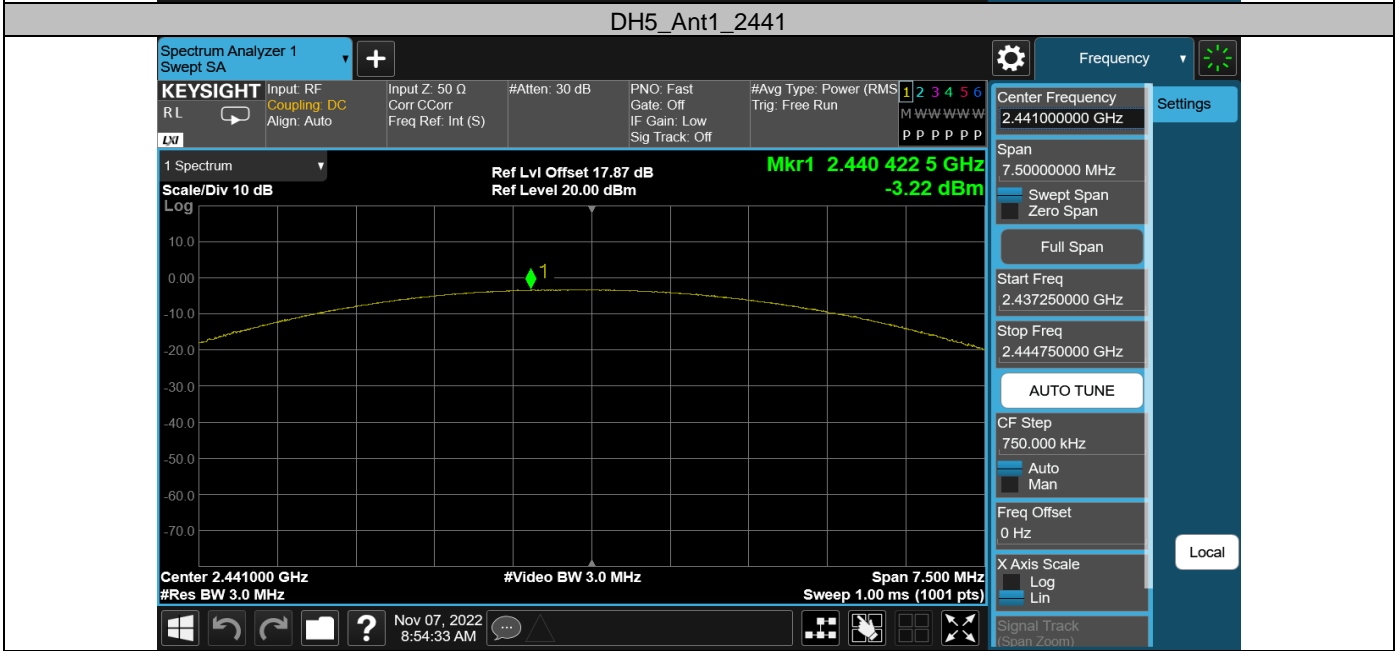 DH5_Ant1_2441
Spectrum Analyzer 1
Swept SA
+
Frequency
KEYSIGHT
RL
LXI
Input: RF
Coupling: DC
Align: Auto
Input Z: 50 Ω
Corr CCorr
Freq Ref: Int (S)
#Atten: 30 dB
PNO: Fast
Gate: Off
IF Gain: Low
Sig Track: Off
#Avg Type: Power (RMS
Trig: Free Run
1 2 3 4 5 6
M W W W W W
P P P P P P
1 Spectrum
Scale/Div 10 dB
Log
Ref Lvl Offset 17.87 dB
Ref Level 20.00 dBm
Mkr1 2.440 422 5 GHz
-3.22 dBm
1
10.0
0.00
-10.0
-20.0
-30.0
-40.0
-50.0
-60.0
-70.0
Center 2.441000 GHz
#Video BW 3.0 MHz
Span 7.500 MHz
#Res BW 3.0 MHz
Sweep 1.00 ms (1001 pts)
Center Frequency
2.441000000 GHz
Settings
Span
7.50000000 MHz
Swept Span
Zero Span
Full Span
Start Freq
2.437250000 GHz
Stop Freq
2.444750000 GHz
AUTO TUNE
CF Step
750.000 kHz
Auto
Man
Freq Offset
0 Hz
X Axis Scale
Log
Lin
Local
Signal Track
(Span Zoom)
?
Nov 07, 2022
8:54:33 AM